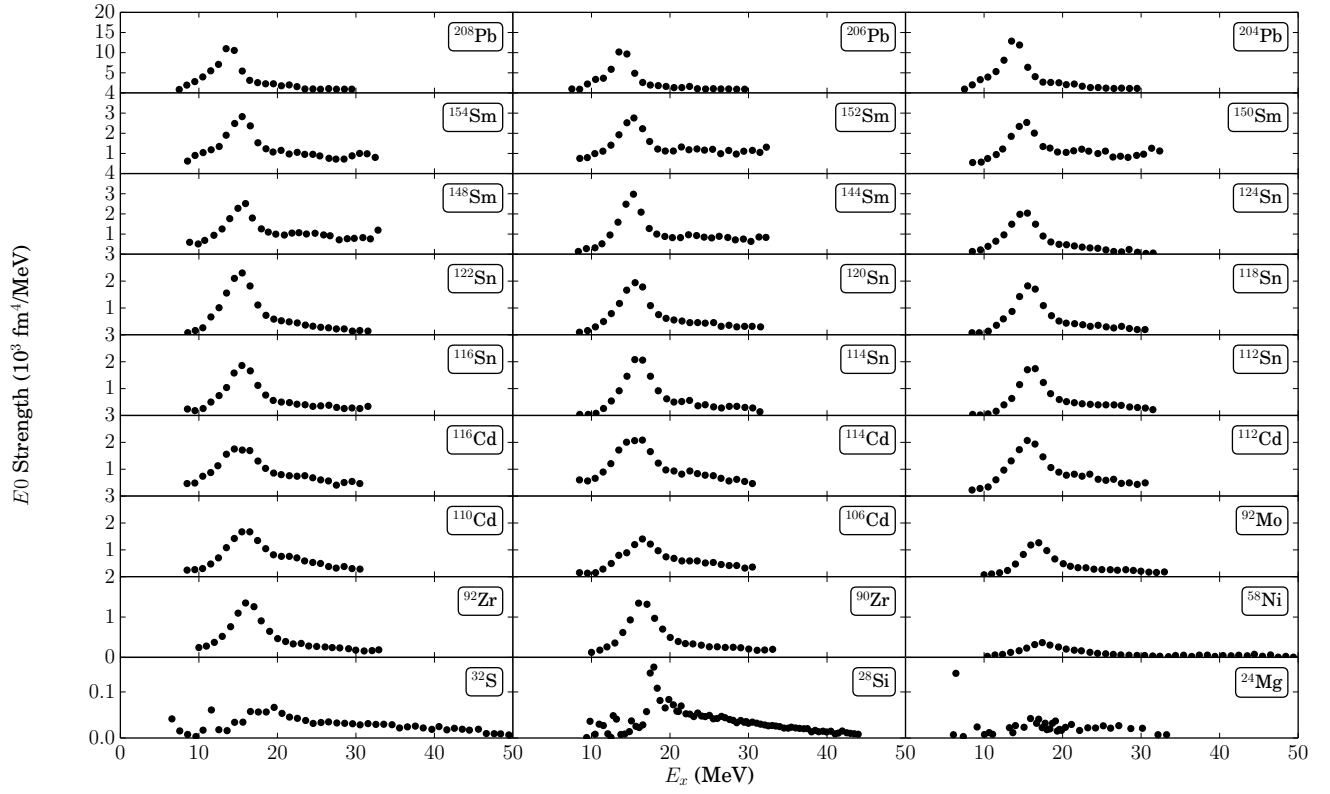 20
15
10
5
4
²⁰⁸Pb
²⁰⁶Pb
²⁰⁴Pb
3
2
1
4
¹⁵⁴Sm
¹⁵²Sm
¹⁵⁰Sm
3
2
1
3
¹⁴⁸Sm
¹⁴⁴Sm
¹²⁴Sn
2
1
3
¹²²Sn
¹²⁰Sn
¹¹⁸Sn
2
1
3
¹¹⁶Sn
¹¹⁴Sn
¹¹²Sn
2
1
3
¹¹⁶Cd
¹¹⁴Cd
¹¹²Cd
2
1
2
¹¹⁰Cd
¹⁰⁶Cd
⁹²Mo
1
0
⁹²Zr
⁹⁰Zr
⁵⁸Ni
0.1
0.0
³²S
²⁸Si
²⁴Mg
0 10 20 30 40 50 10 20 30 40 50 10 20 30 40 50
E0 Strength (10³ fm⁴/MeV)
Eₓ (MeV)